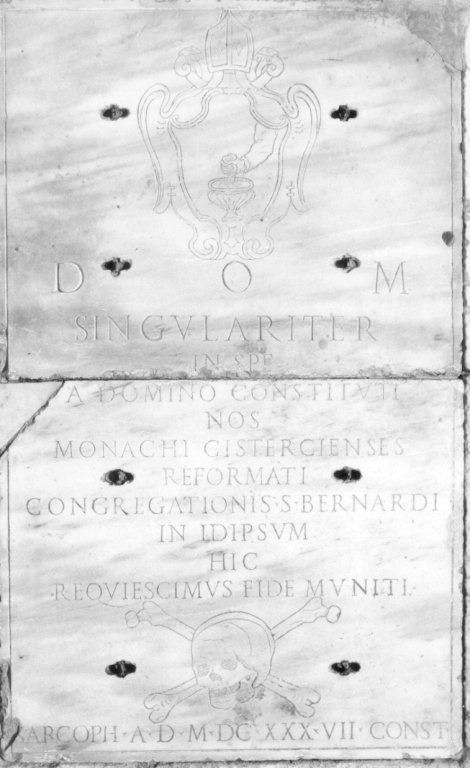 D O M
SINGVLARITER
IN SPE
A DOMINO CONSTITVTI
NOS
MONACHI CISTERCIENSES
REFORMATI
CONGREGATIONIS·S·BERNARDI
IN IDIPSVM
HIC
REQVIESCIMVS FIDE MVNITI·
SARCOPH·A·D·M·DC·XXX·VII·CONST